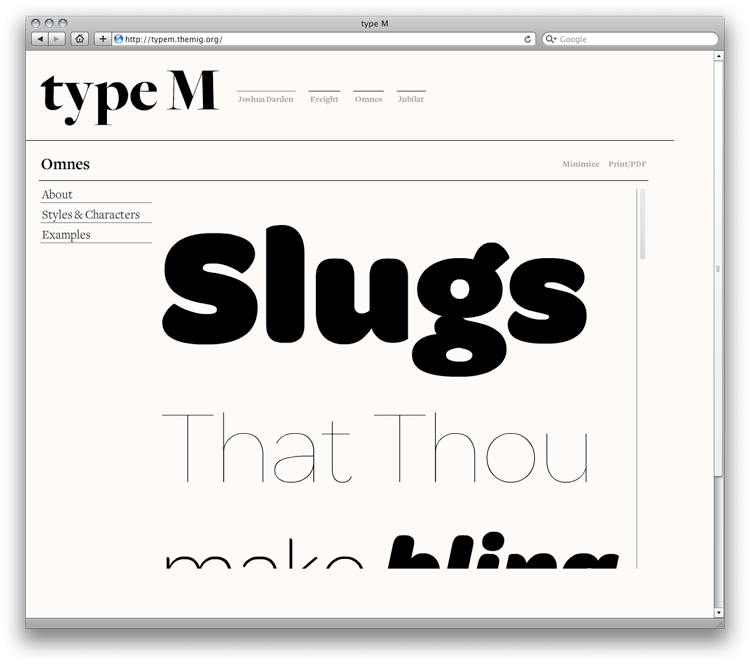 type M
http://typem.themig.org/
Google
type M
Joshua Darden Freight Omnes Jubilat
Omnes
Minimize Print/PDF
About
Styles & Characters
Examples
Slugs
That Thou
make bling